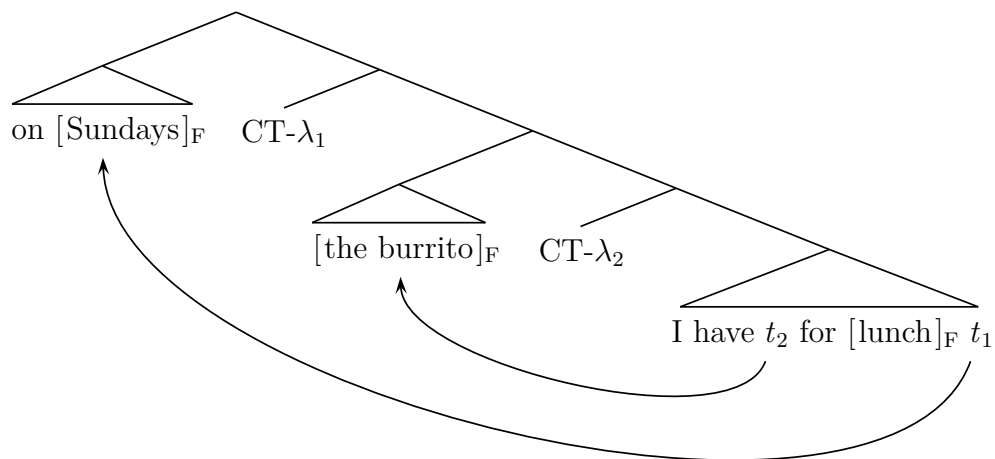 on [Sundays]F CT-λ1
[the burrito]F CT-λ2
I have t2 for [lunch]F t1